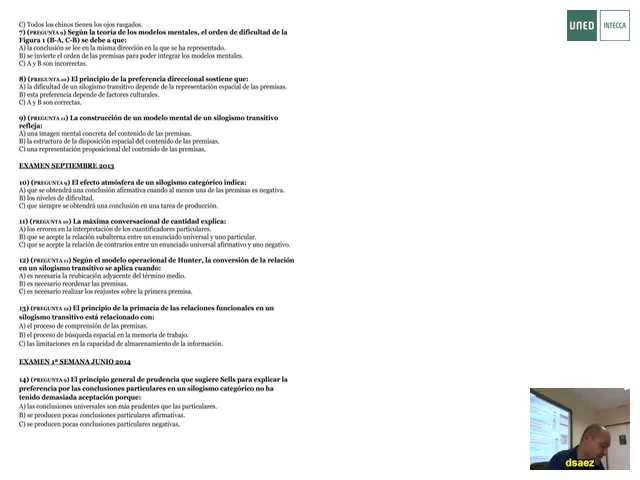 C) Todos los chinos tienen los ojos rasgados.
7) (PREGUNTA 9) Según la teoría de los modelos mentales, el orden de dificultad de la
Figura 1 (B-A, C-B) se debe a que:
A) la conclusión se lee en la misma dirección en la que se ha representado.
B) se invierte el orden de las premisas para poder integrar los modelos mentales.
C) A y B son incorrectas.
8) (PREGUNTA 10) El principio de la preferencia direccional sostiene que:
A) la dificultad de un silogismo transitivo depende de la representación espacial de las premisas.
B) esta preferencia depende de factores culturales.
C) A y B son correctas.
9) (PREGUNTA 11) La construcción de un modelo mental de un silogismo transitivo
refleja:
A) una imagen mental concreta del contenido de las premisas.
B) la estructura de la disposición espacial del contenido de las premisas.
C) una representación proposicional del contenido de las premisas.
EXAMEN SEPTIEMBRE 2013
10) (PREGUNTA 9) El efecto atmósfera de un silogismo categórico indica:
A) que se obtendrá una conclusión afirmativa cuando al menos una de las premisas es negativa.
B) los niveles de dificultad.
C) que siempre se obtendrá una conclusión en una tarea de producción.
11) (PREGUNTA 10) La máxima conversacional de cantidad explica:
A) los errores en la interpretación de los cuantificadores particulares.
B) que se acepte la relación subalterna entre un enunciado universal y uno particular.
C) que se acepte la relación de contrarios entre un enunciado universal afirmativo y uno negativo.
12) (PREGUNTA 11) Según el modelo operacional de Hunter, la conversión de la relación
en un silogismo transitivo se aplica cuando:
A) es necesaria la reubicación adyacente del término medio.
B) es necesario reordenar las premisas.
C) es necesario realizar los reajustes sobre la primera premisa.
13) (PREGUNTA 12) El principio de la primacía de las relaciones funcionales en un
silogismo transitivo está relacionado con:
A) el proceso de comprensión de las premisas.
B) el proceso de búsqueda espacial en la memoria de trabajo.
C) las limitaciones en la capacidad de almacenamiento de la información.
EXAMEN 1ª SEMANA JUNIO 2014
14) (PREGUNTA 9) El principio general de prudencia que sugiere Sells para explicar la
preferencia por las conclusiones particulares en un silogismo categórico no ha
tenido demasiada aceptación porque:
A) las conclusiones universales son más prudentes que las particulares.
B) se producen pocas conclusiones particulares afirmativas.
C) se producen pocas conclusiones particulares negativas.
UNED
INTECCA
dsaez